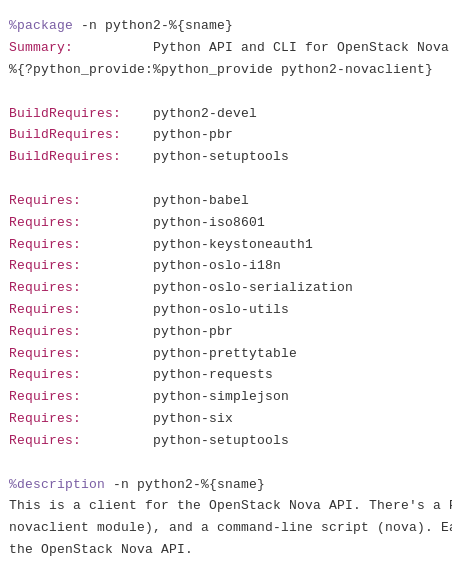 %package -n python2-%{sname}
Summary:         Python API and CLI for OpenStack Nova
%{?python_provide:%python_provide python2-novaclient}

BuildRequires:    python2-devel
BuildRequires:    python-pbr
BuildRequires:    python-setuptools

Requires:         python-babel
Requires:         python-iso8601
Requires:         python-keystoneauth1
Requires:         python-oslo-i18n
Requires:         python-oslo-serialization
Requires:         python-oslo-utils
Requires:         python-pbr
Requires:         python-prettytable
Requires:         python-requests
Requires:         python-simplejson
Requires:         python-six
Requires:         python-setuptools

%description -n python2-%{sname}
This is a client for the OpenStack Nova API. There's a
novaclient module), and a command-line script (nova).
the OpenStack Nova API.